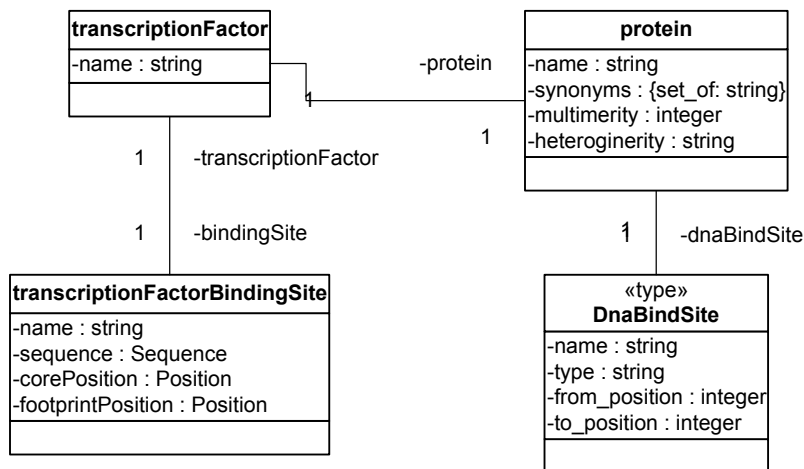 transcriptionFactor
-name : string
-protein
1
1
protein
-name : string
-synonyms : {set_of: string}
-multimerity : integer
-heteroginerity : string
1
-transcriptionFactor
1
-bindingSite
1
1
-dnaBindSite
transcriptionFactorBindingSite
-name : string
-sequence : Sequence
-corePosition : Position
-footprintPosition : Position
«type»
DnaBindSite
-name : string
-type : string
-from_position : integer
-to_position : integer